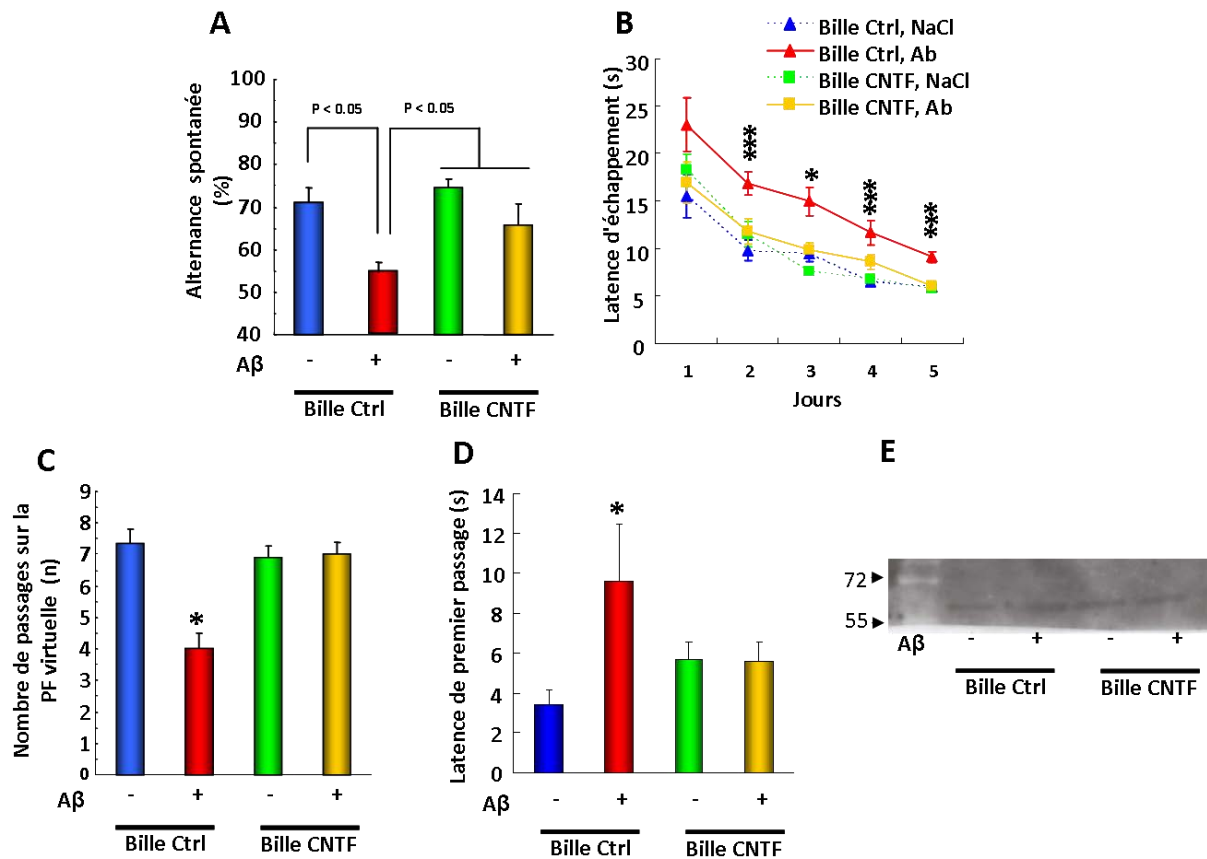 A
Alternance spontanée
(%)
100
90
80
70
60
50
40
P < 0.05
P < 0.05
Aβ
-
+
-
+
Bille Ctrl
Bille CNTF
B
Bille Ctrl, NaCl
Bille Ctrl, Ab
Bille CNTF, NaCl
Bille CNTF, Ab
Latence d'échappement (s)
30
25
20
15
10
5
0
***
*
***
***
1
2
3
4
5
Jours
C
Nombre de passages sur la
PF virtuelle (n)
9
8
7
6
5
4
3
2
1
0
*
Aβ
-
+
-
+
Bille Ctrl
Bille CNTF
D
Latence de premier passage (s)
14
12
10
8
6
4
2
0
*
Aβ
-
+
-
+
Bille Ctrl
Bille CNTF
E
72
55
Aβ
-
+
-
+
Bille Ctrl
Bille CNTF